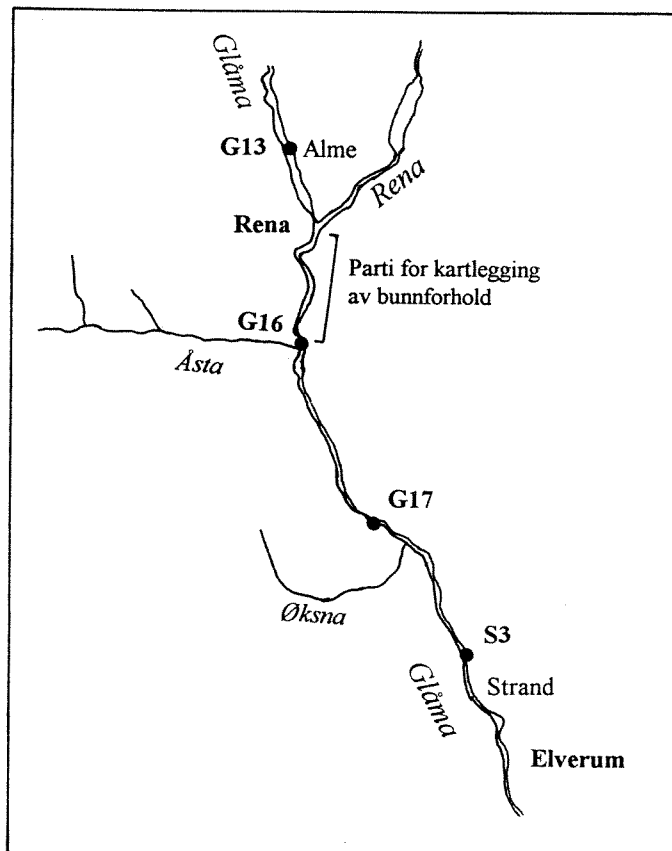 Glåma
G13
Alme
Rena
Rena
Parti for kartlegging
av bunnforhold
G16
Åsta
G17
Øksna
S3
Glåma
Strand
Elverum